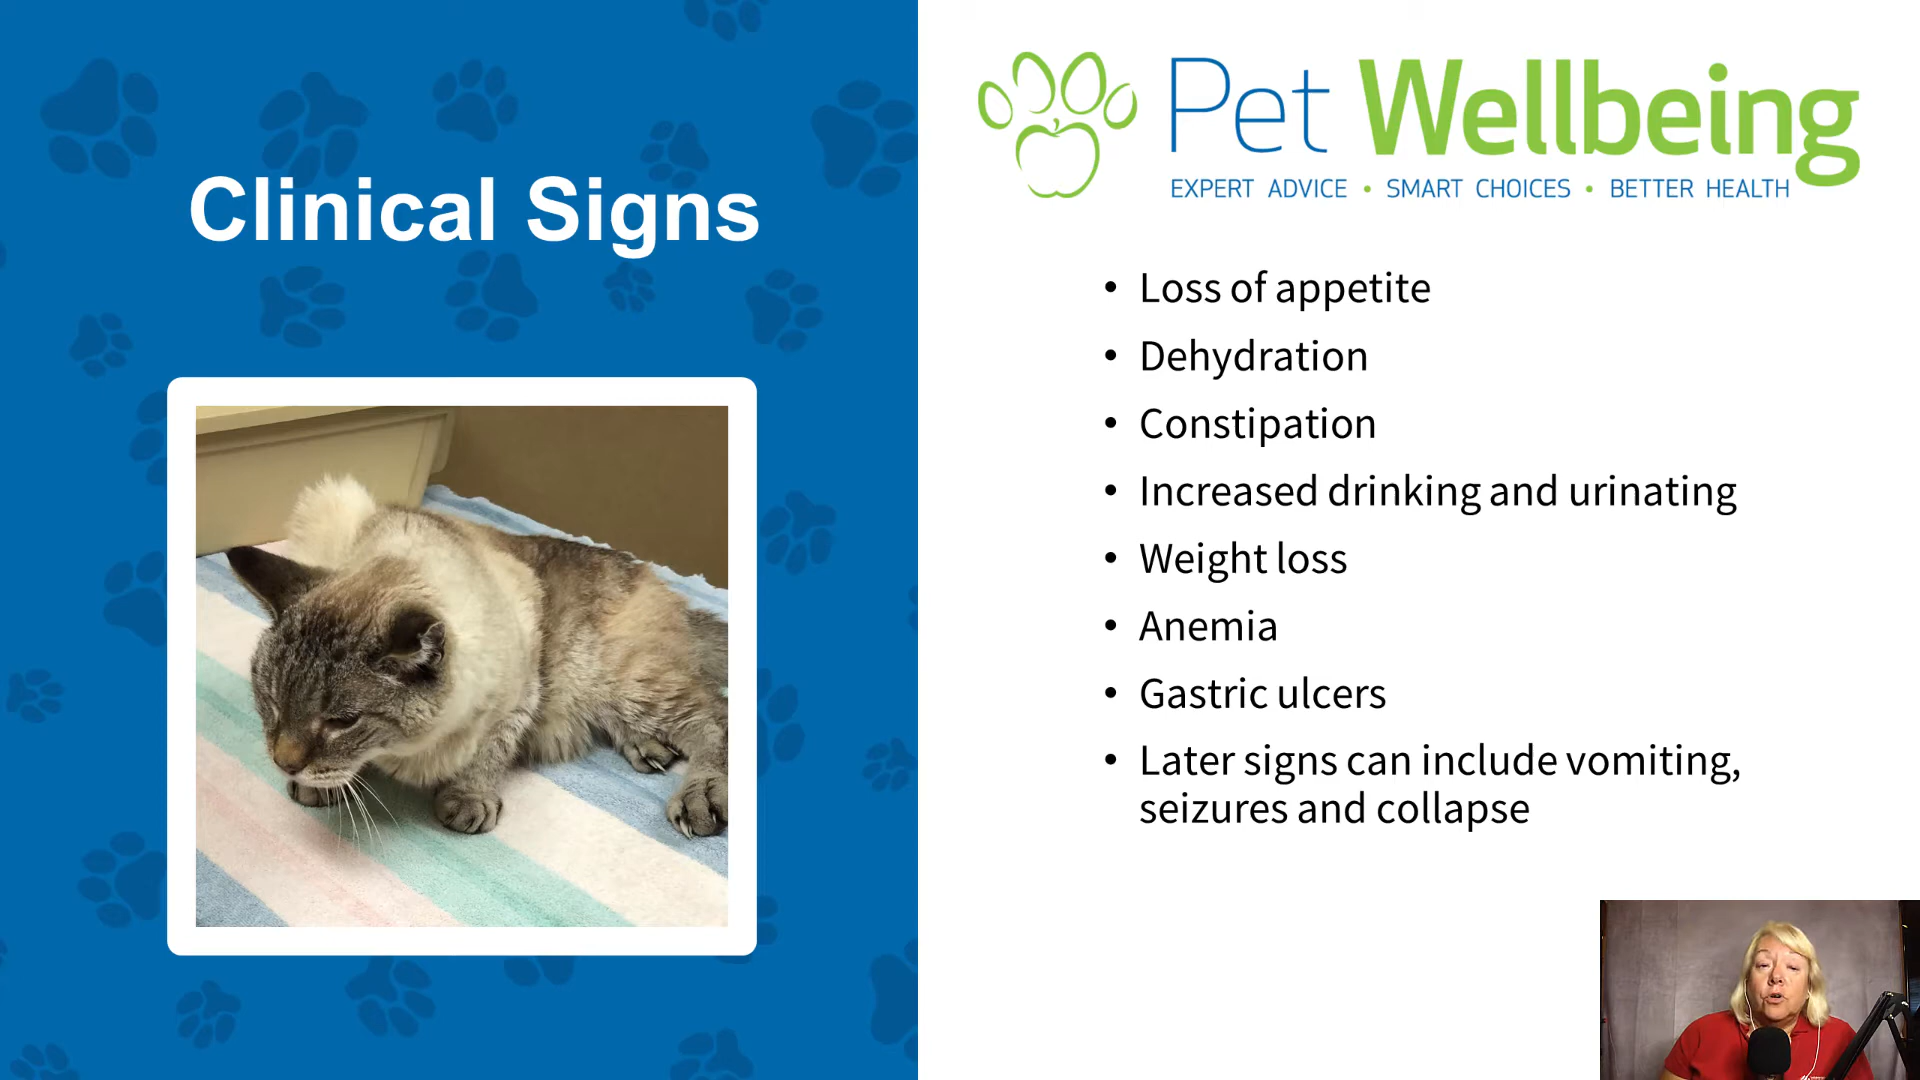 Clinical Signs
Pet Wellbeing
EXPERT ADVICE • SMART CHOICES • BETTER HEALTH
• Loss of appetite
• Dehydration
• Constipation
• Increased drinking and urinating
• Weight loss
• Anemia
• Gastric ulcers
• Later signs can include vomiting,
seizures and collapse